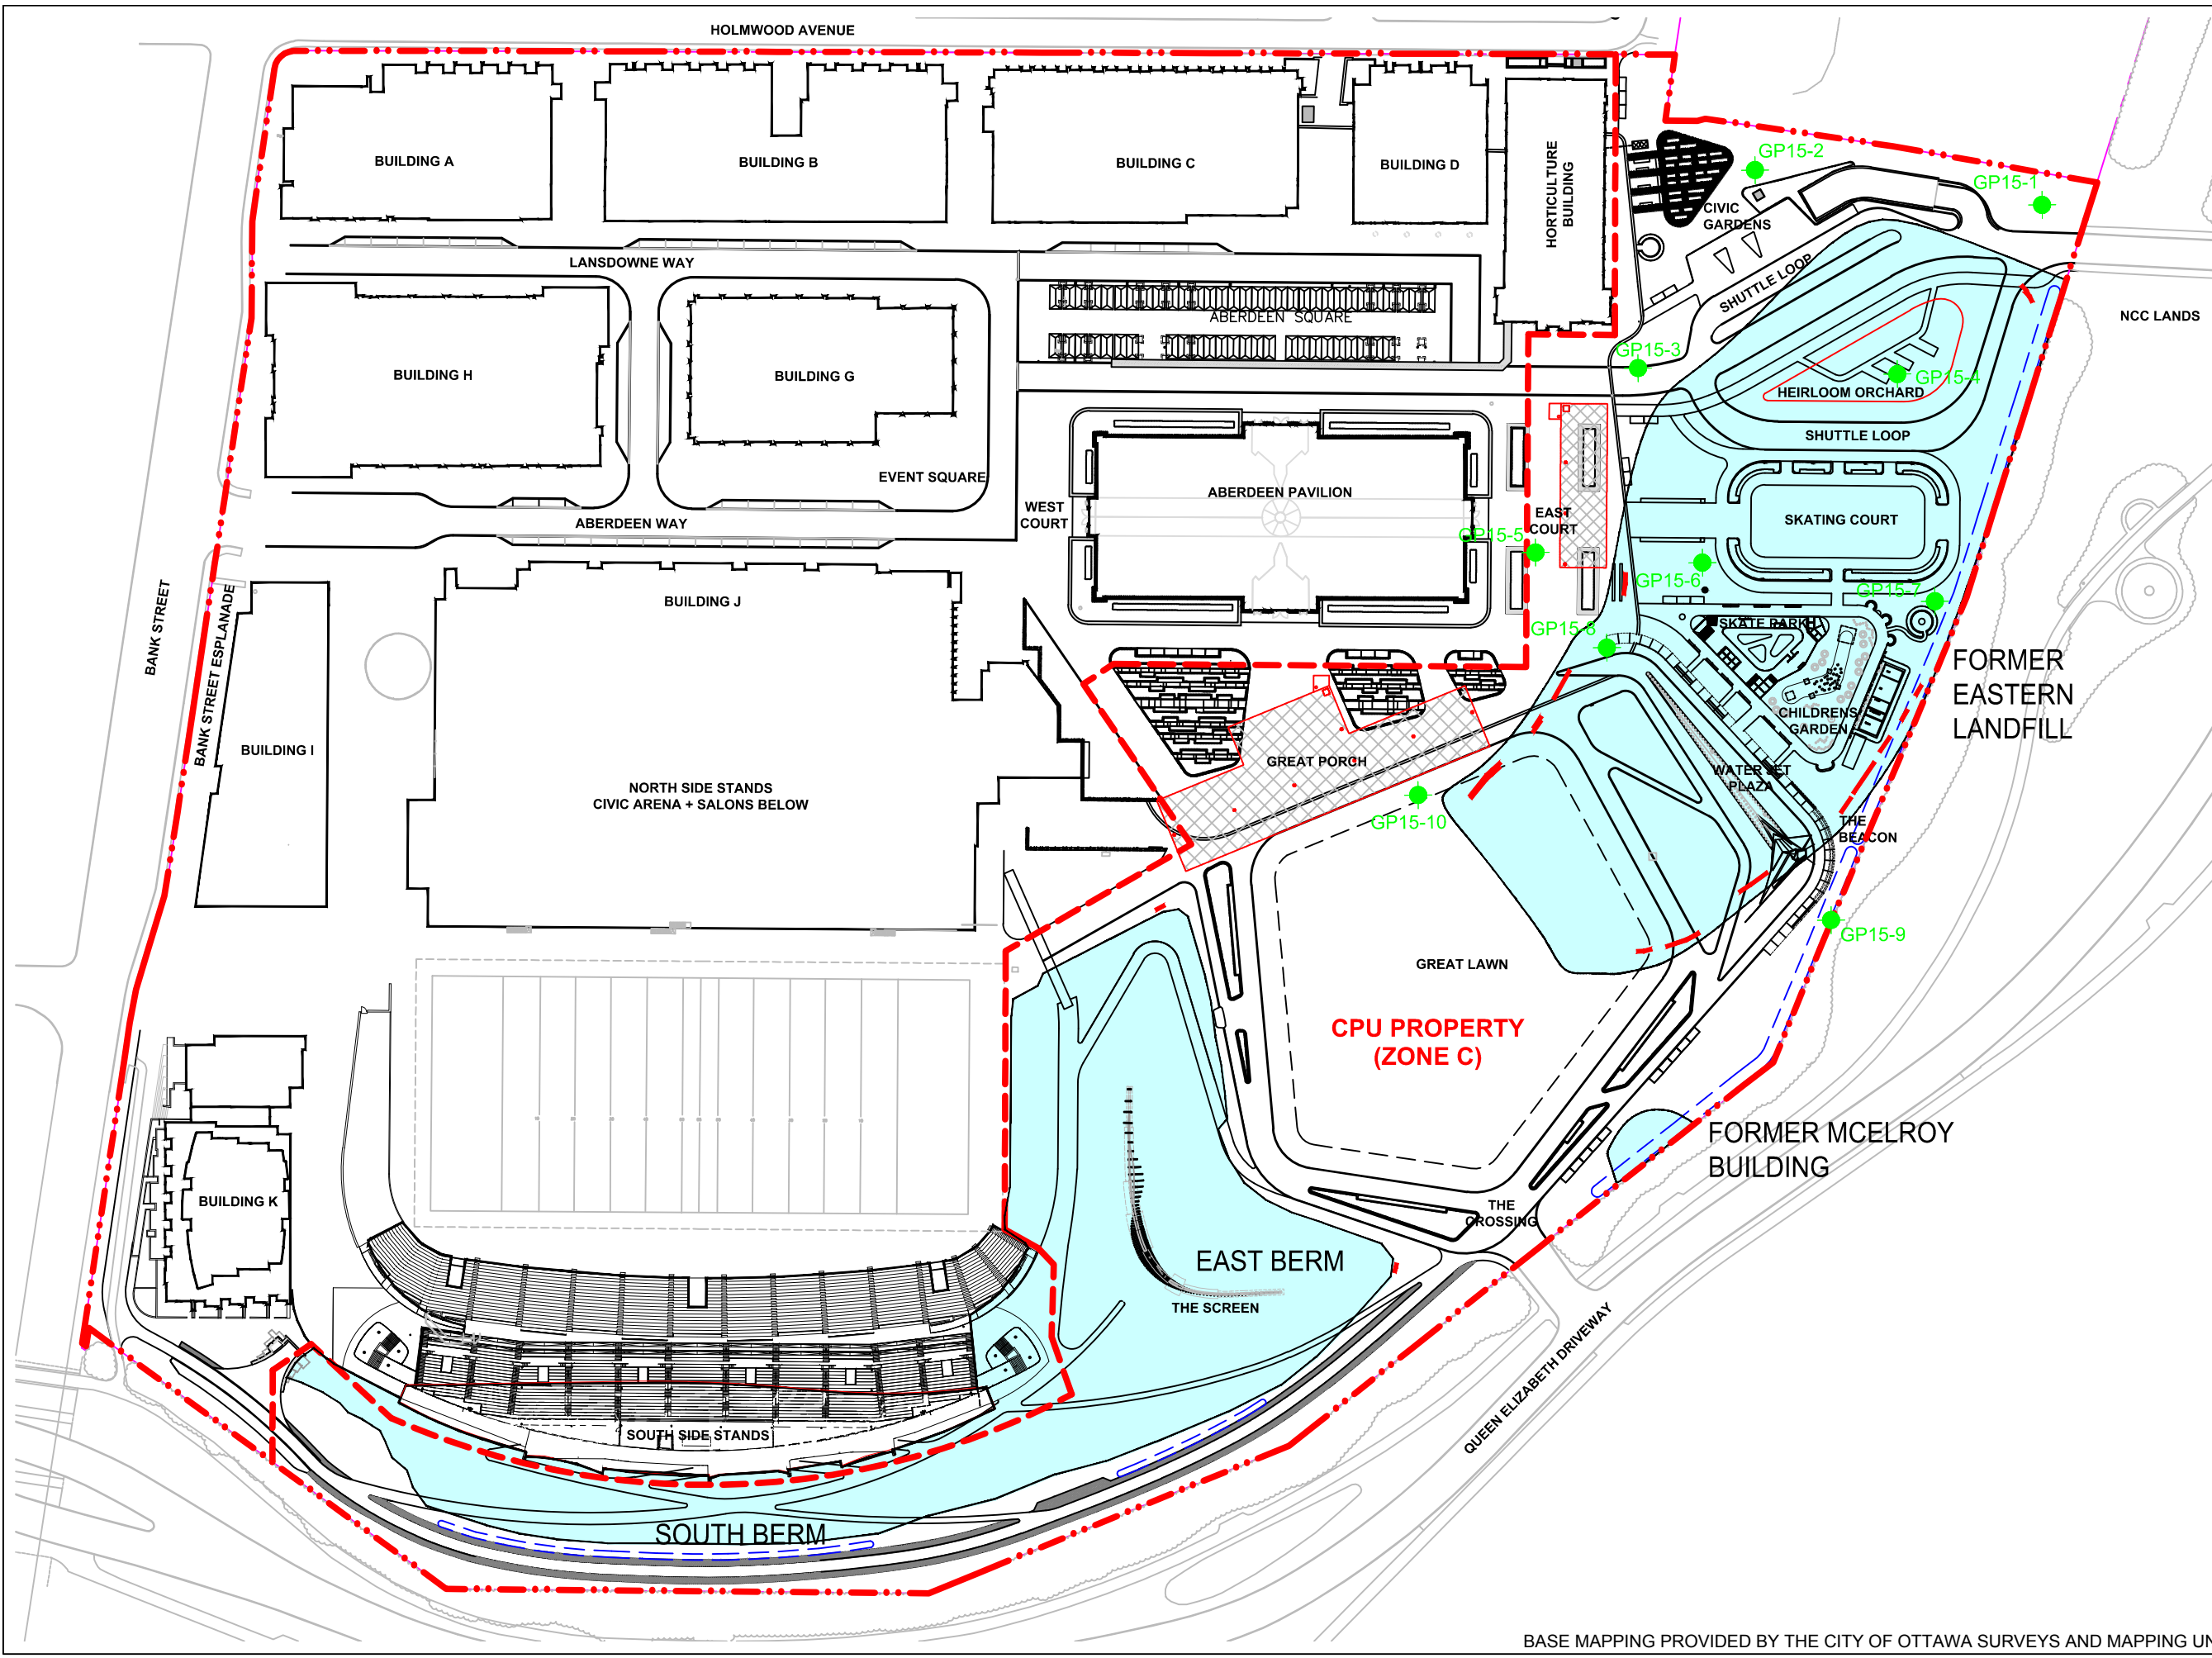 HOLMWOOD AVENUE
BUILDING A
BUILDING B
BUILDING C
BUILDING D
HORTICULTURE
BUILDING
GP15-2
GP15-1
CIVIC
GARDENS
LANSDOWNE WAY
SHUTTLE LOOP
ABERDEEN SQUARE
NCC LANDS
GP15-3
BUILDING H
BUILDING G
GP15-4
HEIRLOOM ORCHARD
SHUTTLE LOOP
EVENT SQUARE
ABERDEEN PAVILION
WEST
COURT
EAST
COURT
SKATING COURT
ABERDEEN WAY
GP15-5
GP15-6
GP15-7
BANK STREET
BANK STREET ESPLANADE
BUILDING J
GP15-8
SKATE PARK
FORMER
EASTERN
LANDFILL
CHILDRENS
GARDEN
BUILDING I
GREAT PORCH
WATER JET
PLAZA
NORTH SIDE STANDS
CIVIC ARENA + SALONS BELOW
GP15-10
THE
BEACON
GP15-9
GREAT LAWN
CPU PROPERTY
(ZONE C)
FORMER MCELROY
BUILDING
BUILDING K
THE
CROSSING
EAST BERM
THE SCREEN
QUEEN ELIZABETH DRIVEWAY
SOUTH SIDE STANDS
SOUTH BERM
BASE MAPPING PROVIDED BY THE CITY OF OTTAWA SURVEYS AND MAPPING UN